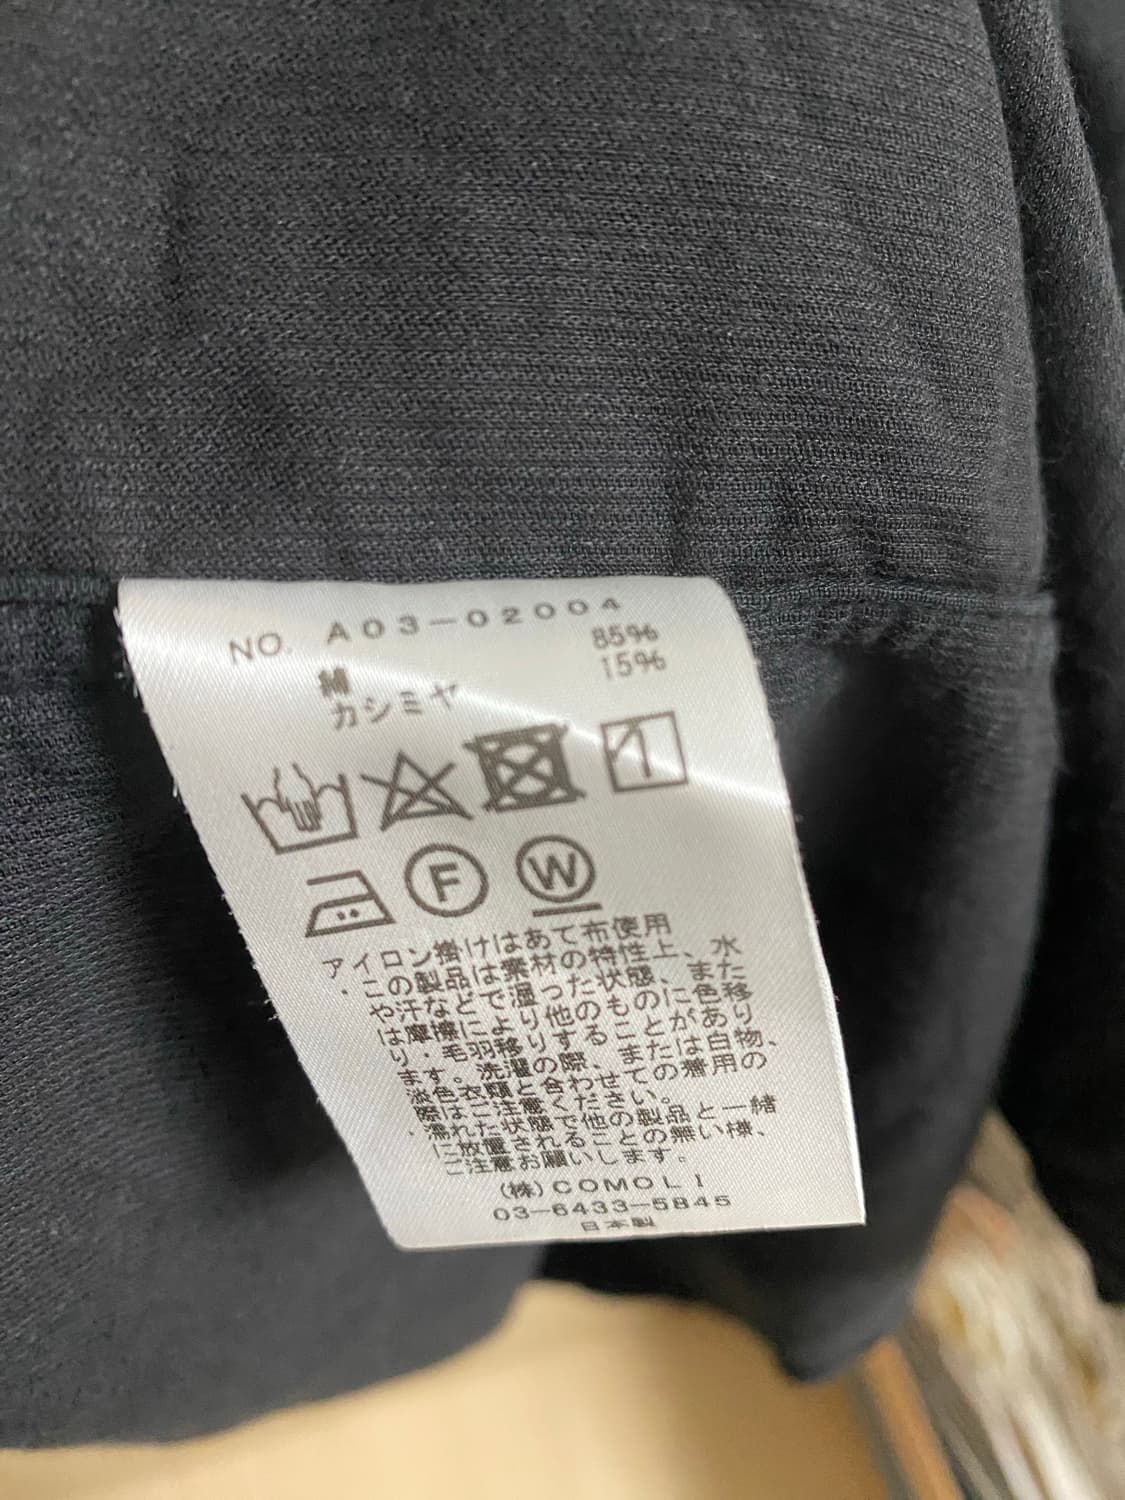 NO. A03-02004
綿 85%
カシミヤ 15%
F W
アイロン掛けはあて布使用
・この製品は素材の特性上、水
や汗などで湿った状態、また
は摩擦により他のものに色移
り・毛羽移りすることがあり
ます。洗濯の際、または白物、
淡色衣類と合わせての着用の
際はご注意ください。
・濡れた状態で他の製品と一緒
に放置されることの無い様、
ご注意お願いします。
(株)COMOLI
03-6433-5845
日本製